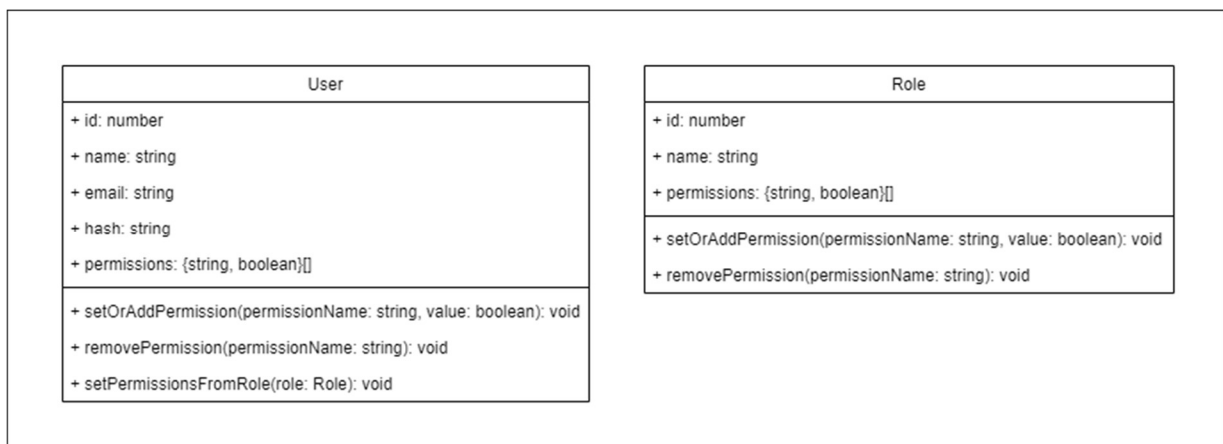 User
+ id: number
+ name: string
+ email: string
+ hash: string
+ permissions: {string, boolean}[]
+ setOrAddPermission(permissionName: string, value: boolean): void
+ removePermission(permissionName: string): void
+ setPermissionsFromRole(role: Role): void
Role
+ id: number
+ name: string
+ permissions: {string, boolean}[]
+ setOrAddPermission(permissionName: string, value: boolean): void
+ removePermission(permissionName: string): void